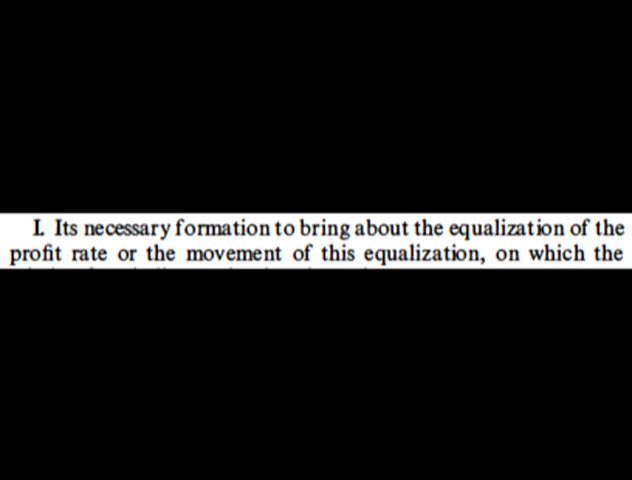 I. Its necessary formation to bring about the equalization of the
profit rate or the movement of this equalization, on which the